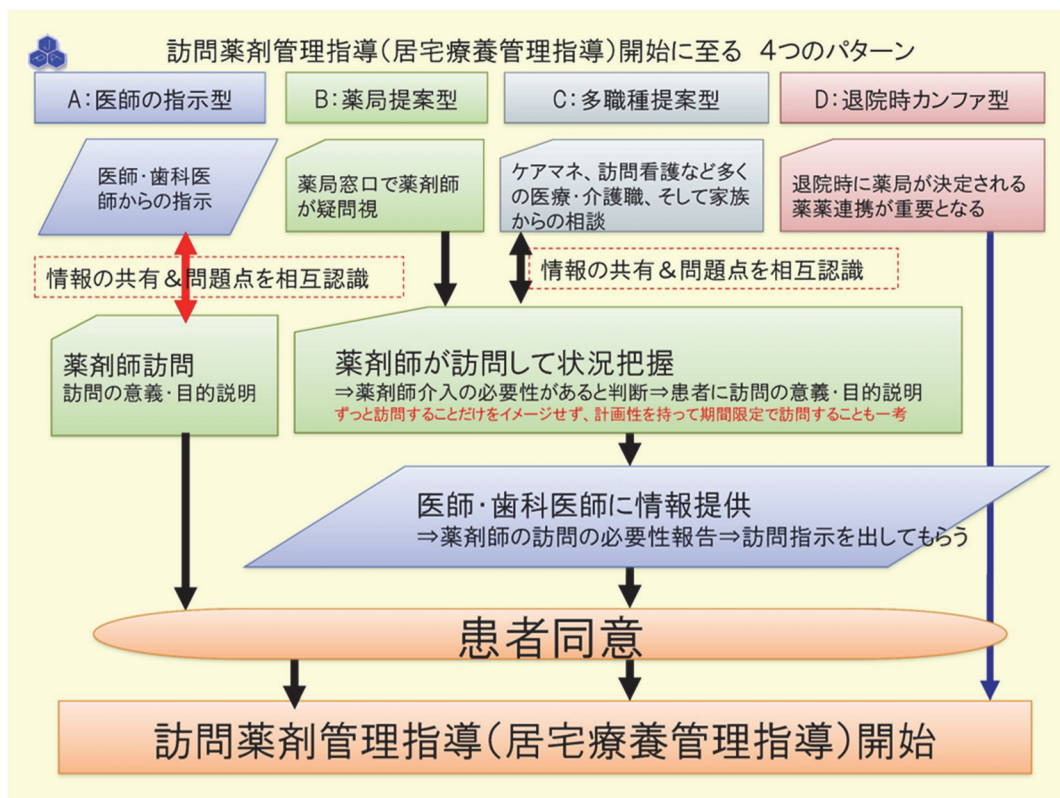 訪問薬剤管理指導(居宅療養管理指導)開始に至る 4つのパターン
A:医師の指示型
B:薬局提案型
C:多職種提案型
D:退院時カンファ型
医師・歯科医
師からの指示
薬局窓口で薬剤師
が疑問視
ケアマネ、訪問看護など多く
の医療・介護職、そして家族
からの相談
退院時に薬局が決定される
薬薬連携が重要となる
情報の共有&問題点を相互認識
情報の共有&問題点を相互認識
薬剤師訪問
訪問の意義・目的説明
薬剤師が訪問して状況把握
⇒薬剤師介入の必要性があると判断⇒患者に訪問の意義・目的説明
ずっと訪問することだけをイメージせず、計画性を持って期間限定で訪問することも一考
医師・歯科医師に情報提供
⇒薬剤師の訪問の必要性報告⇒訪問指示を出してもらう
患者同意
訪問薬剤管理指導(居宅療養管理指導)開始